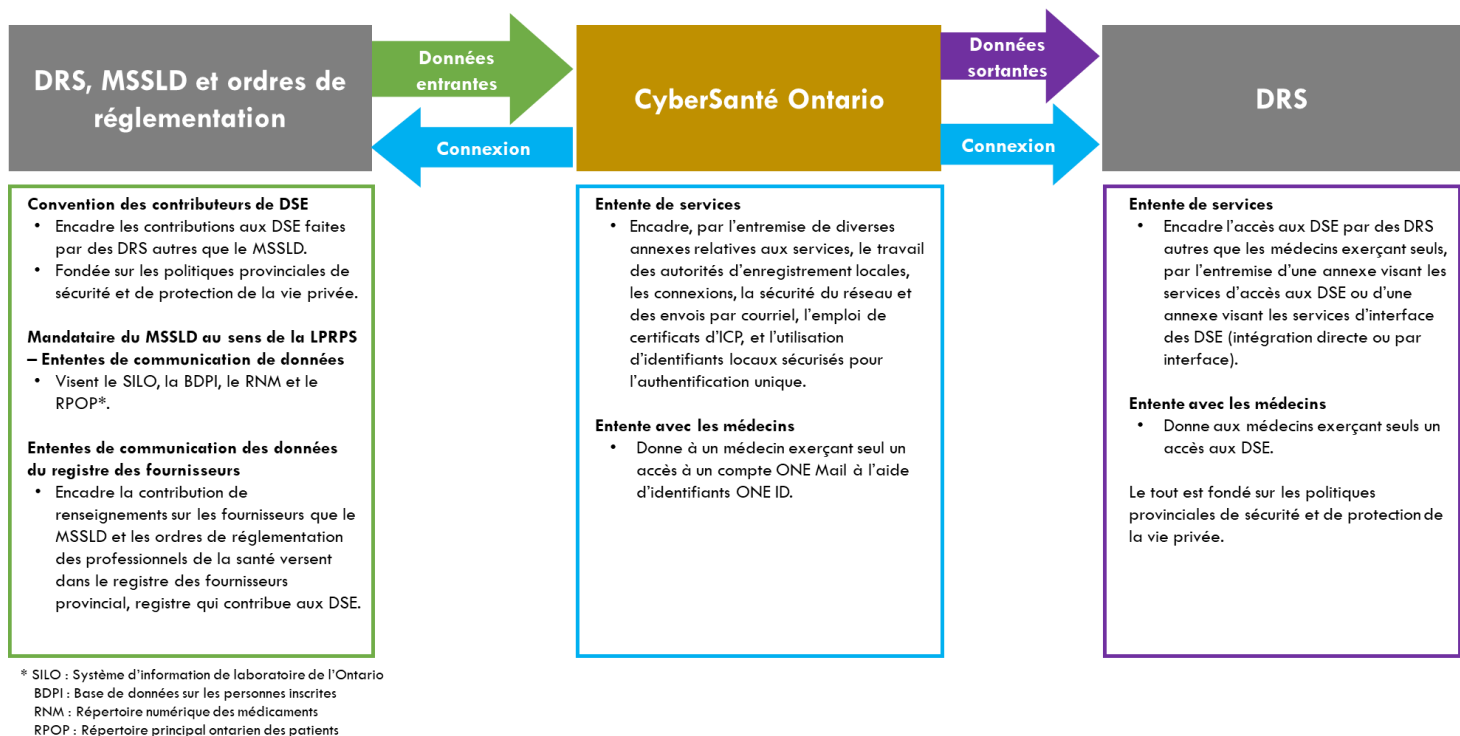 DRS, MSSLD et ordres de
réglementation
Données
entrantes
Connexion
CyberSanté Ontario
Données
sortantes
Connexion
DRS
Convention des contributeurs de DSE
• Encadre les contributions aux DSE faites
par des DRS autres que le MSSLD.
• Fondée sur les politiques provinciales de
sécurité et de protection de la vie privée.
Mandataire du MSSLD au sens de la LPRPS
– Ententes de communication de données
• Visent le SILO, la BDPI, le RNM et le
RPOP*.
Ententes de communication des données
du registre des fournisseurs
• Encadre la contribution de
renseignements sur les fournisseurs que le
MSSLD et les ordres de réglementation
des professionnels de la santé versent
dans le registre des fournisseurs
provincial, registre qui contribue aux DSE.
Entente de services
• Encadre, par l’entremise de diverses
annexes relatives aux services, le travail
des autorités d’enregistrement locales,
les connexions, la sécurité du réseau et
des envois par courriel, l’emploi de
certificats d’ICP, et l’utilisation
d’identifiants locaux sécurisés pour
l’authentification unique.
Entente avec les médecins
• Donne à un médecin exerçant seul un
accès à un compte ONE Mail à l’aide
d’identifiants ONE ID.
Entente de services
• Encadre l’accès aux DSE par des DRS
autres que les médecins exerçant seuls,
par l’entremise d’une annexe visant les
services d’accès aux DSE ou d’une
annexe visant les services d’interface
des DSE (intégration directe ou par
interface).
Entente avec les médecins
• Donne aux médecins exerçant seuls un
accès aux DSE.
Le tout est fondé sur les politiques
provinciales de sécurité et de protection de
la vie privée.
* SILO : Système d’information de laboratoire de l’Ontario
BDPI : Base de données sur les personnes inscrites
RNM : Répertoire numérique des médicaments
RPOP : Répertoire principal ontarien des patients